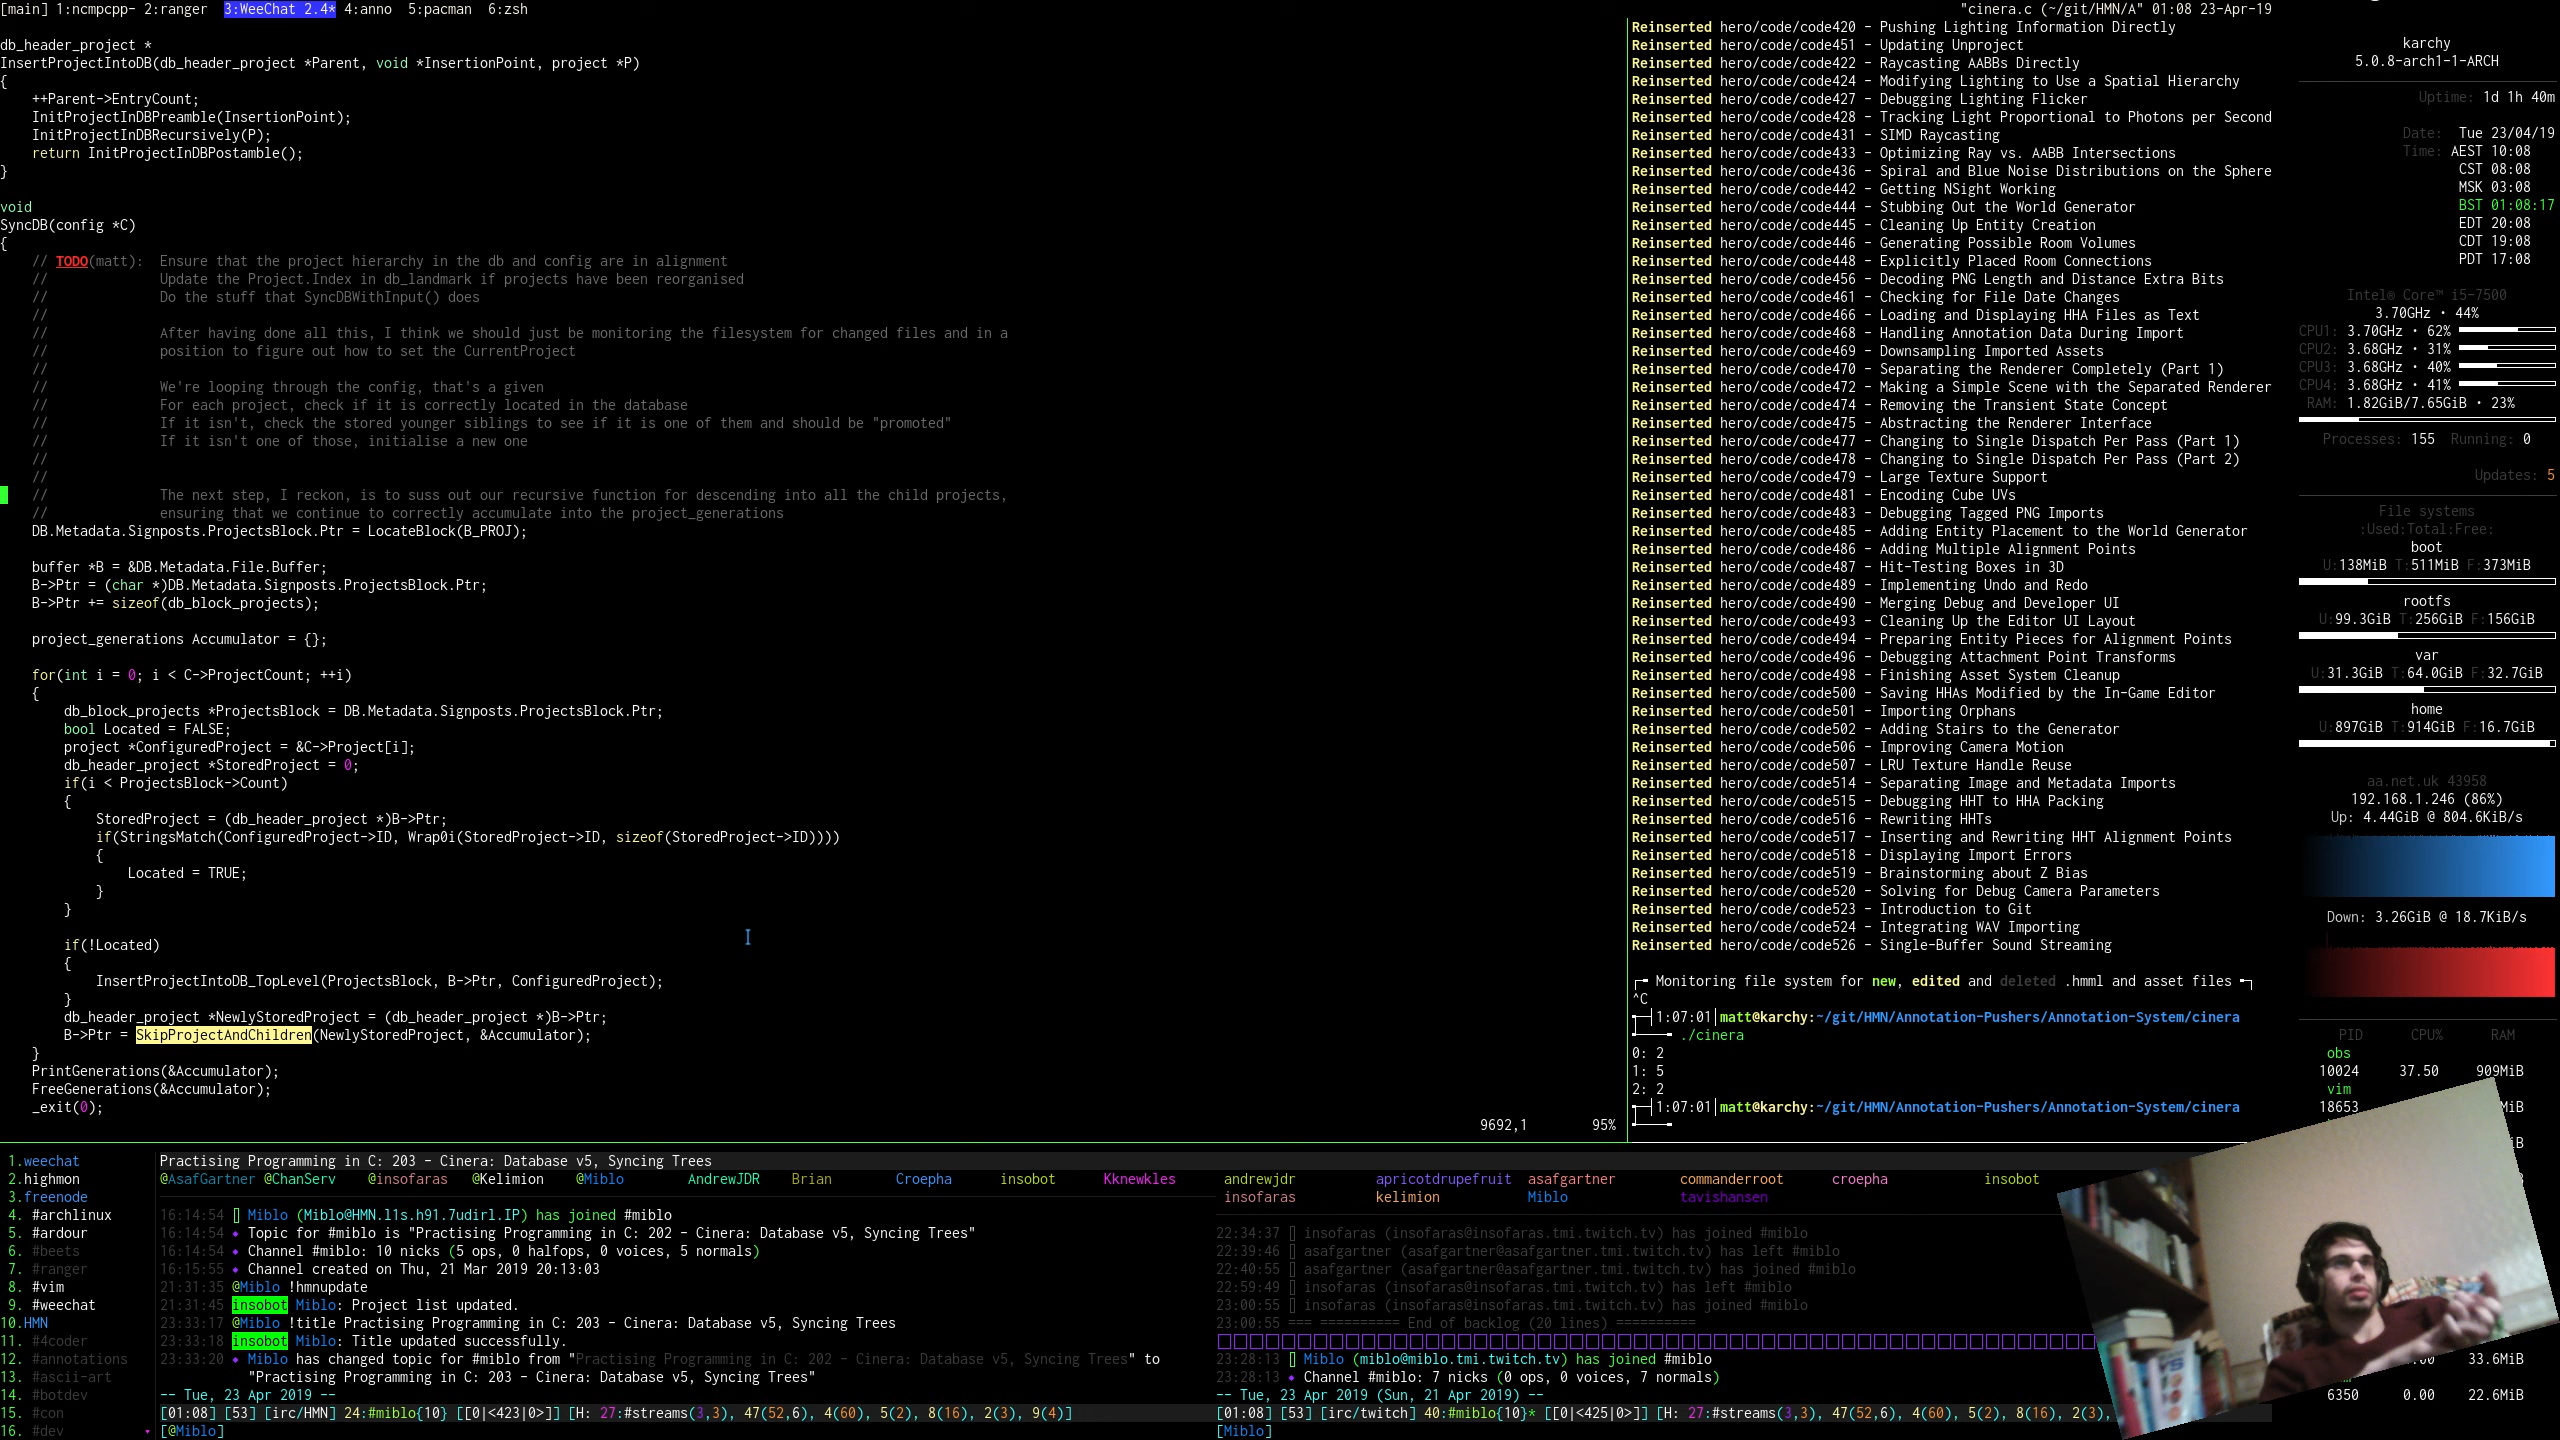 [main] 1:ncmpcpp- 2:ranger  3:WeeChat 2.4* 4:anno  5:pacman  6:zsh
"cinera.c (~/git/HMN/A" 01:08 23-Apr-19
db_header_project *
InsertProjectIntoDB(db_header_project *Parent, void *InsertionPoint, project *P)
{
    ++Parent->EntryCount;
    InitProjectInDBPreamble(InsertionPoint);
    InitProjectInDBRecursively(P);
    return InitProjectInDBPostamble();
}
void
SyncDB(config *C)
{
    // TODO(matt):  Ensure that the project hierarchy in the db and config are in alignment
    //              Update the Project.Index in db_landmark if projects have been reorganised
    //              Do the stuff that SyncDBWithInput() does
    //
    //              After having done all this, I think we should just be monitoring the filesystem for changed files and in a
    //              position to figure out how to set the CurrentProject
    //
    //              We're looping through the config, that's a given
    //              For each project, check if it is correctly located in the database
    //              If it isn't, check the stored younger siblings to see if it is one of them and should be "promoted"
    //              If it isn't one of those, initialise a new one
    //
    //
    //              The next step, I reckon, is to suss out our recursive function for descending into all the child projects,
    //              ensuring that we continue to correctly accumulate into the project_generations
    DB.Metadata.Signposts.ProjectsBlock.Ptr = LocateBlock(B_PROJ);
    buffer *B = &DB.Metadata.File.Buffer;
    B->Ptr = (char *)DB.Metadata.Signposts.ProjectsBlock.Ptr;
    B->Ptr += sizeof(db_block_projects);
    project_generations Accumulator = {};
    for(int i = 0; i < C->ProjectCount; ++i)
    {
        db_block_projects *ProjectsBlock = DB.Metadata.Signposts.ProjectsBlock.Ptr;
        bool Located = FALSE;
        project *ConfiguredProject = &C->Project[i];
        db_header_project *StoredProject = 0;
        if(i < ProjectsBlock->Count)
        {
            StoredProject = (db_header_project *)B->Ptr;
            if(StringsMatch(ConfiguredProject->ID, Wrap0i(StoredProject->ID, sizeof(StoredProject->ID))))
            {
                Located = TRUE;
            }
        }
        if(!Located)
        {
            InsertProjectIntoDB_TopLevel(ProjectsBlock, B->Ptr, ConfiguredProject);
        }
        db_header_project *NewlyStoredProject = (db_header_project *)B->Ptr;
        B->Ptr = SkipProjectAndChildren(NewlyStoredProject, &Accumulator);
    }
    PrintGenerations(&Accumulator);
    FreeGenerations(&Accumulator);
    _exit(0);
9692,1        95%
Reinserted hero/code/code420 - Pushing Lighting Information Directly
Reinserted hero/code/code451 - Updating Unproject
Reinserted hero/code/code422 - Raycasting AABBs Directly
Reinserted hero/code/code424 - Modifying Lighting to Use a Spatial Hierarchy
Reinserted hero/code/code427 - Debugging Lighting Flicker
Reinserted hero/code/code428 - Tracking Light Proportional to Photons per Second
Reinserted hero/code/code431 - SIMD Raycasting
Reinserted hero/code/code433 - Optimizing Ray vs. AABB Intersections
Reinserted hero/code/code436 - Spiral and Blue Noise Distributions on the Sphere
Reinserted hero/code/code442 - Getting NSight Working
Reinserted hero/code/code444 - Stubbing Out the World Generator
Reinserted hero/code/code445 - Cleaning Up Entity Creation
Reinserted hero/code/code446 - Generating Possible Room Volumes
Reinserted hero/code/code448 - Explicitly Placed Room Connections
Reinserted hero/code/code456 - Decoding PNG Length and Distance Extra Bits
Reinserted hero/code/code461 - Checking for File Date Changes
Reinserted hero/code/code466 - Loading and Displaying HHA Files as Text
Reinserted hero/code/code468 - Handling Annotation Data During Import
Reinserted hero/code/code469 - Downsampling Imported Assets
Reinserted hero/code/code470 - Separating the Renderer Completely (Part 1)
Reinserted hero/code/code472 - Making a Simple Scene with the Separated Renderer
Reinserted hero/code/code474 - Removing the Transient State Concept
Reinserted hero/code/code475 - Abstracting the Renderer Interface
Reinserted hero/code/code477 - Changing to Single Dispatch Per Pass (Part 1)
Reinserted hero/code/code478 - Changing to Single Dispatch Per Pass (Part 2)
Reinserted hero/code/code479 - Large Texture Support
Reinserted hero/code/code481 - Encoding Cube UVs
Reinserted hero/code/code483 - Debugging Tagged PNG Imports
Reinserted hero/code/code485 - Adding Entity Placement to the World Generator
Reinserted hero/code/code486 - Adding Multiple Alignment Points
Reinserted hero/code/code487 - Hit-Testing Boxes in 3D
Reinserted hero/code/code489 - Implementing Undo and Redo
Reinserted hero/code/code490 - Merging Debug and Developer UI
Reinserted hero/code/code493 - Cleaning Up the Editor UI Layout
Reinserted hero/code/code494 - Preparing Entity Pieces for Alignment Points
Reinserted hero/code/code496 - Debugging Attachment Point Transforms
Reinserted hero/code/code498 - Finishing Asset System Cleanup
Reinserted hero/code/code500 - Saving HHAs Modified by the In-Game Editor
Reinserted hero/code/code501 - Importing Orphans
Reinserted hero/code/code502 - Adding Stairs to the Generator
Reinserted hero/code/code506 - Improving Camera Motion
Reinserted hero/code/code507 - LRU Texture Handle Reuse
Reinserted hero/code/code514 - Separating Image and Metadata Imports
Reinserted hero/code/code515 - Debugging HHT to HHA Packing
Reinserted hero/code/code516 - Rewriting HHTs
Reinserted hero/code/code517 - Inserting and Rewriting HHT Alignment Points
Reinserted hero/code/code518 - Displaying Import Errors
Reinserted hero/code/code519 - Brainstorming about Z Bias
Reinserted hero/code/code520 - Solving for Debug Camera Parameters
Reinserted hero/code/code523 - Introduction to Git
Reinserted hero/code/code524 - Integrating WAV Importing
Reinserted hero/code/code526 - Single-Buffer Sound Streaming
Monitoring file system for new, edited and deleted .hmml and asset files
^C
1:07:01|matt@karchy:~/git/HMN/Annotation-Pushers/Annotation-System/cinera
./cinera
0: 2
1: 5
2: 2
1:07:01|matt@karchy:~/git/HMN/Annotation-Pushers/Annotation-System/cinera
karchy
5.0.8-arch1-1-ARCH
Uptime: 1d 1h 40m
Date: Tue 23/04/19
Time: AEST 10:08
CST 08:08
MSK 03:08
BST 01:08:17
EDT 20:08
CDT 19:08
PDT 17:08
Intel® Core™ i5-7500
3.70GHz • 44%
CPU1: 3.70GHz • 62%
CPU2: 3.68GHz • 31%
CPU3: 3.68GHz • 40%
CPU4: 3.68GHz • 41%
RAM: 1.82GiB/7.65GiB • 23%
Processes: 155  Running: 0
Updates: 5
File systems
:Used:Total:Free:
boot
U:138MiB T:511MiB F:373MiB
rootfs
U:99.3GiB T:256GiB F:156GiB
var
U:31.3GiB T:64.0GiB F:32.7GiB
home
U:897GiB T:914GiB F:16.7GiB
aa.net.uk 43958
192.168.1.246 (86%)
Up: 4.44GiB @ 804.6KiB/s
Down: 3.26GiB @ 18.7KiB/s
PID CPU% RAM
obs
10024 37.50 909MiB
vim
18653
33.6MiB
6350 0.00 22.6MiB
1.weechat
2.highmon
3.freenode
4. #archlinux
5. #ardour
6. #beets
7. #ranger
8. #vim
9. #weechat
10.HMN
11. #4coder
12. #annotations
13. #ascii-art
14. #botdev
15. #con
16. #dev
Practising Programming in C: 203 - Cinera: Database v5, Syncing Trees
@AsafGartner @ChanServ @insofaras @Kelimion @Miblo AndrewJDR Brian Croepha insobot Kknewkles
16:14:54 Miblo (Miblo@HMN.l1s.h91.7udirl.IP) has joined #miblo
16:14:54 Topic for #miblo is "Practising Programming in C: 202 - Cinera: Database v5, Syncing Trees"
16:14:54 Channel #miblo: 10 nicks (5 ops, 0 halfops, 0 voices, 5 normals)
16:15:55 Channel created on Thu, 21 Mar 2019 20:13:03
21:31:35 @Miblo !hmnupdate
21:31:45 insobot Miblo: Project list updated.
23:33:17 @Miblo !title Practising Programming in C: 203 - Cinera: Database v5, Syncing Trees
23:33:18 insobot Miblo: Title updated successfully.
23:33:20 Miblo has changed topic for #miblo from "Practising Programming in C: 202 - Cinera: Database v5, Syncing Trees" to
"Practising Programming in C: 203 - Cinera: Database v5, Syncing Trees"
-- Tue, 23 Apr 2019 --
[01:08] [53] [irc/HMN] 24:#miblo{10} [[0|<423|0>]] [H: 27:#streams(3,3), 47(52,6), 4(60), 5(2), 8(16), 2(3), 9(4)]
[@Miblo]
andrewjdr apricotdrupefruit asafgartner commanderroot croepha insobot
insofaras kelimion Miblo tavishansen
22:34:37 insofaras (insofaras@insofaras.tmi.twitch.tv) has joined #miblo
22:39:46 asafgartner (asafgartner@asafgartner.tmi.twitch.tv) has left #miblo
22:40:55 asafgartner (asafgartner@asafgartner.tmi.twitch.tv) has joined #miblo
22:59:49 insofaras (insofaras@insofaras.tmi.twitch.tv) has left #miblo
23:00:55 insofaras (insofaras@insofaras.tmi.twitch.tv) has joined #miblo
23:00:55 === ========== End of backlog (20 lines) ==========
23:28:13 Miblo (miblo@miblo.tmi.twitch.tv) has joined #miblo
23:28:13 Channel #miblo: 7 nicks (0 ops, 0 voices, 7 normals)
-- Tue, 23 Apr 2019 (Sun, 21 Apr 2019) --
[01:08] [53] [irc/twitch] 40:#miblo{10}* [[0|<425|0>]] [H: 27:#streams(3,3), 47(52,6), 4(60), 5(2), 8(16), 2(3),
[Miblo]